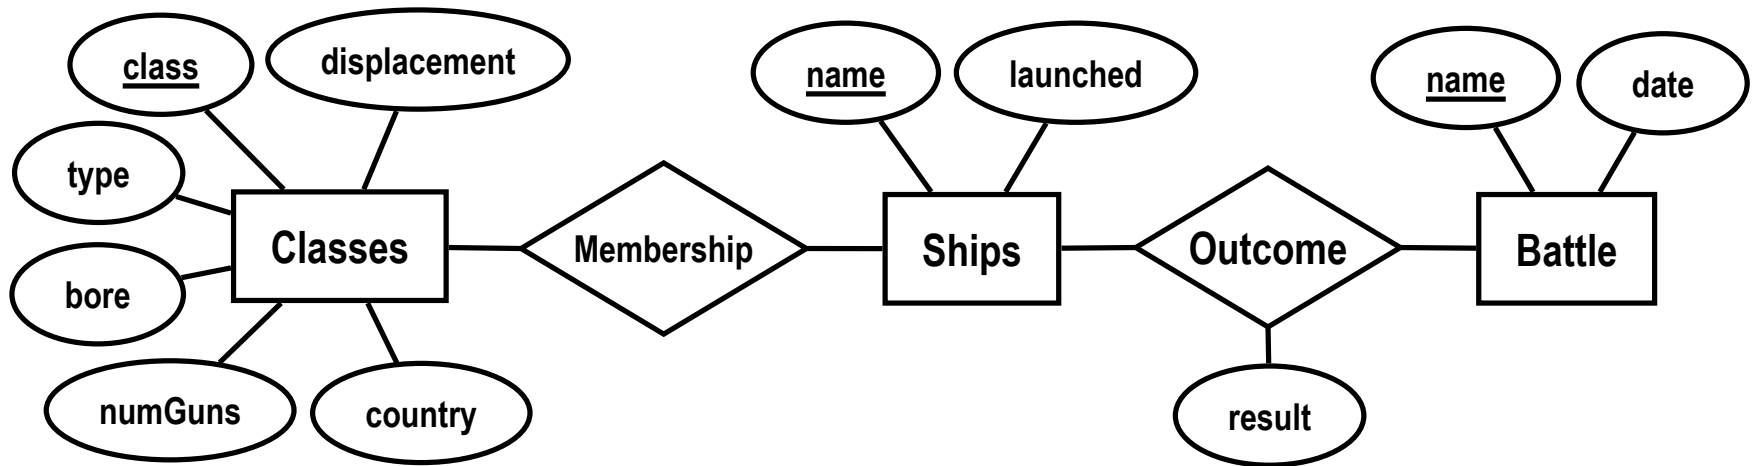 class
displacement
name
launched
name
date
type
Classes
Membership
Ships
Outcome
Battle
bore
numGuns
country
result